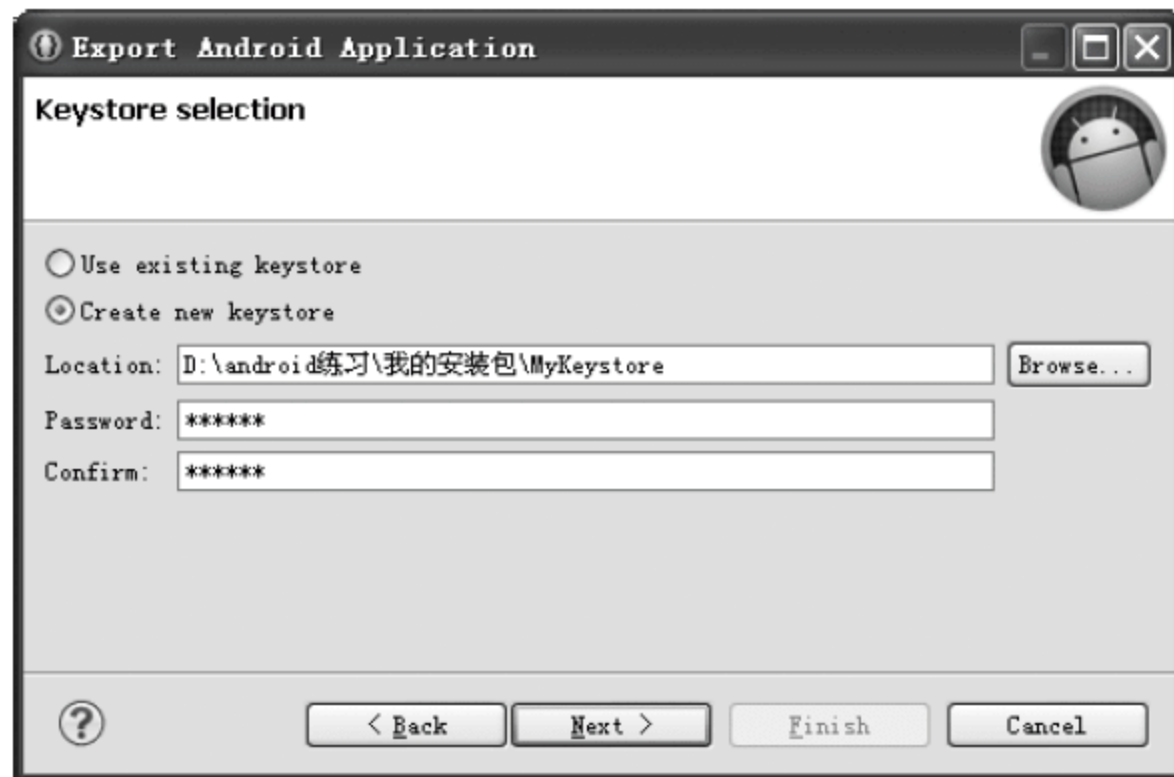 Export Android Application
Keystore selection
Use existing keystore
Create new keystore
Location: D:\android练习\我的安装包\MyKeystore Browse...
Password: ******
Confirm: ******
? < Back Next > Finish Cancel